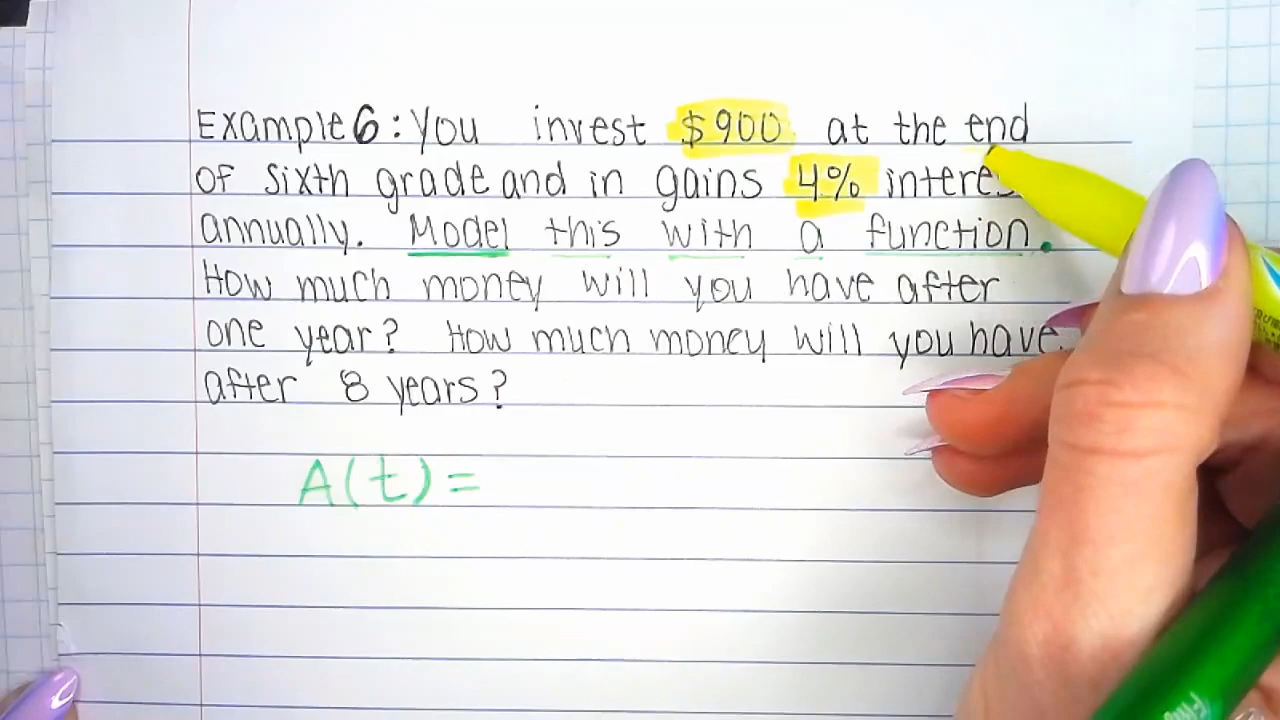 Example 6: You invest $900 at the end
of sixth grade and in gains 4%
annually. Model this with a function.
How much money will you have after
one year? How much money will you have
after 8 years?
A(t) =